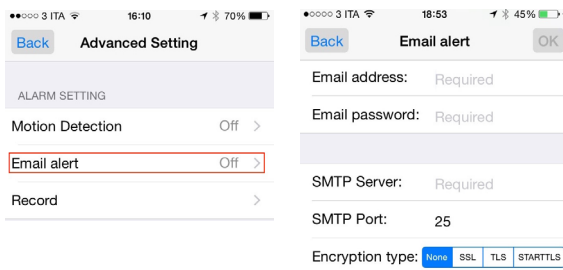 3 ITA 16:10 70%
Back Advanced Setting
ALARM SETTING
Motion Detection Off
Email alert Off
Record
3 ITA 18:53 45%
Back Email alert OK
Email address: Required
Email password: Required
SMTP Server: Required
SMTP Port: 25
Encryption type: None SSL TLS STARTTLS